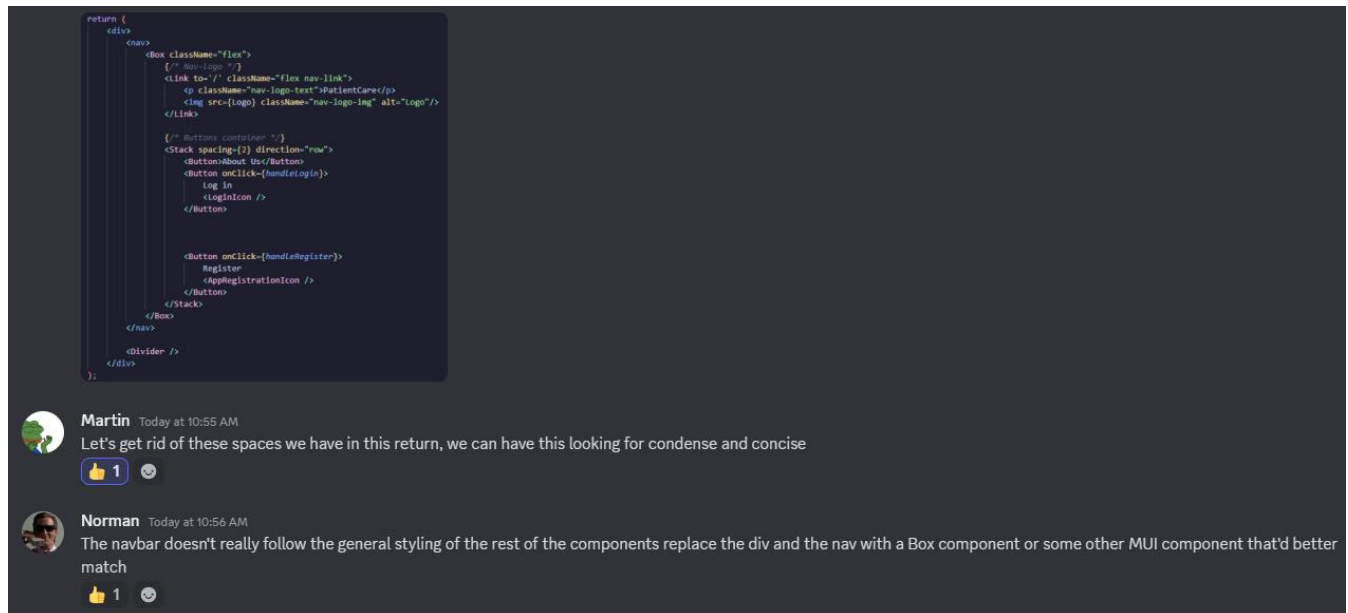 return (
<div>
<nav>
<Box className="flex">
{/* Nav-Logo */}
<Link to='/' className="flex nav-link">
<p className="nav-logo-text">PatientCare</p>
<img src={Logo} className="nav-logo-img" alt="Logo"/>
</Link>
{/* Buttons container */}
<Stack spacing={2} direction="row">
<Button>About Us</Button>
<Button onClick={handleLogin}>
Log in
<LoginIcon />
</Button>
<Button onClick={handleRegister}>
Register
<AppRegistrationIcon />
</Button>
</Stack>
</Box>
</nav>
<Divider />
</div>
);
Martin Today at 10:55 AM
Let's get rid of these spaces we have in this return, we can have this looking for condense and concise
👍 1
Norman Today at 10:56 AM
The navbar doesn't really follow the general styling of the rest of the components replace the div and the nav with a Box component or some other MUI component that'd better
match
👍 1